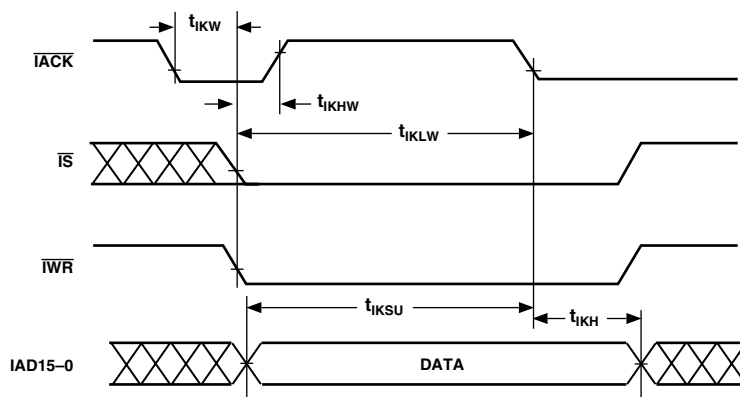 tIKW
IACK
tIKHW
tIKLW
IS
IWR
tIKSU
tIKH
IAD15–0
DATA